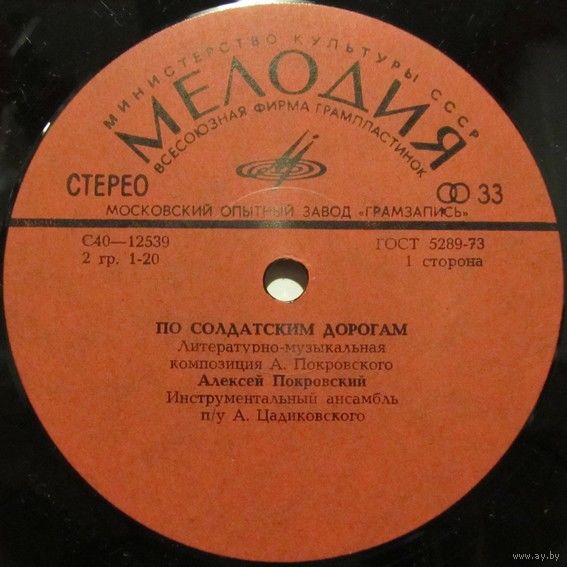 МИНИСТЕРСТВО КУЛЬТУРЫ СССР
МЕЛОДИЯ
ВСЕСОЮЗНАЯ ФИРМА ГРАМПЛАСТИНОК
СТЕРЕО
33
МОСКОВСКИЙ ОПЫТНЫЙ ЗАВОД «ГРАМЗАПИСЬ»
С40—12539
ГОСТ 5289-73
2 гр. 1-20
1 сторона
ПО СОЛДАТСКИМ ДОРОГАМ
Литературно-музыкальная
композиция А. Покровского
Алексей Покровский
Инструментальный ансамбль
п/у А. Цадиковского
www.ay.by